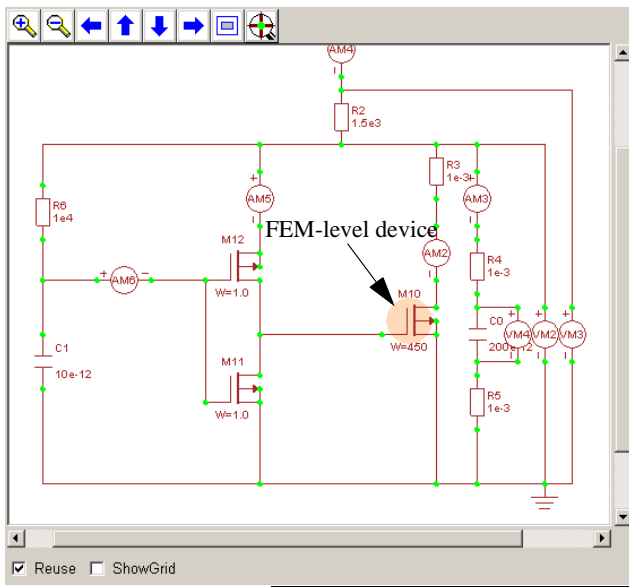 AM4
R2
1.5e3
R6
1e4
AM5
R3
1e-3
AM3
FEM-level device
M12
AM6
AM2
R4
1e-3
W=1.0
M10
W=450
C0
200e-12
VM4
VM2
VM3
C1
10e-12
M11
W=1.0
R5
1e-3
Reuse
ShowGrid